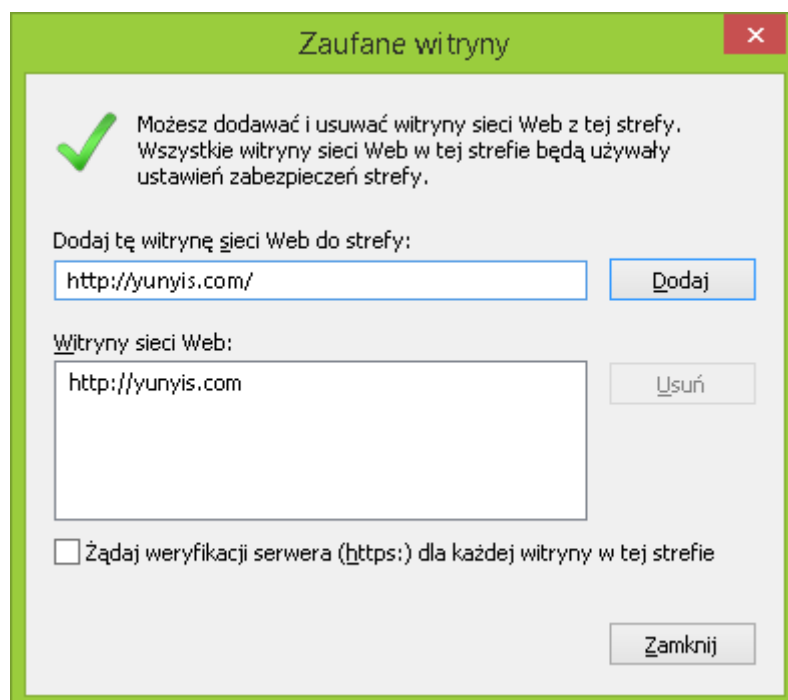 Zaufane witryny
Możesz dodawać i usuwać witryny sieci Web z tej strefy.
Wszystkie witryny sieci Web w tej strefie będą używały
ustawień zabezpieczeń strefy.
Dodaj tę witrynę sieci Web do strefy:
http://yunyis.com/
Dodaj
Witryny sieci Web:
http://yunyis.com
Usuń
Żądaj weryfikacji serwera (https:) dla każdej witryny w tej strefie
Zamknij